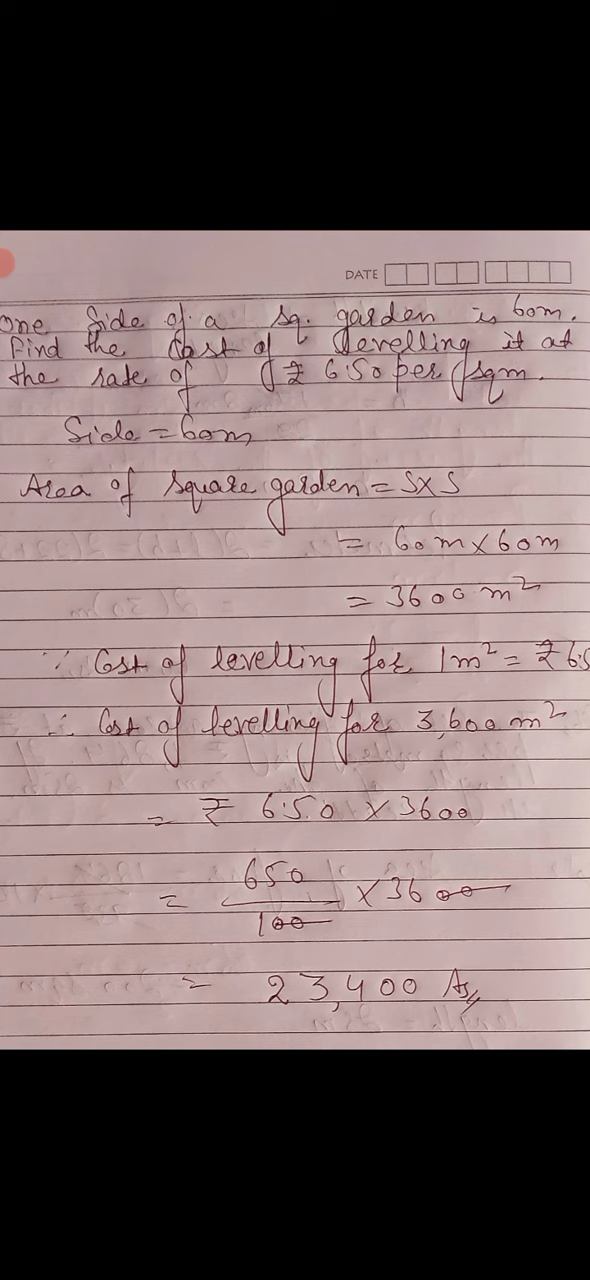 DATE
One side of a sq. garden is 60m.
Find the Cost of levelling it at
the rate of ₹ 6.50 per sqm.
Side = 60m
Area of square garden = S×S
= 60m × 60m
= 3600 m²
∵ Cost of levelling for 1m² = ₹ 6.5
∴ Cost of levelling for 3,600 m²
= ₹ 6.50 × 3600
= 650/100 × 3600
= 23,400 As